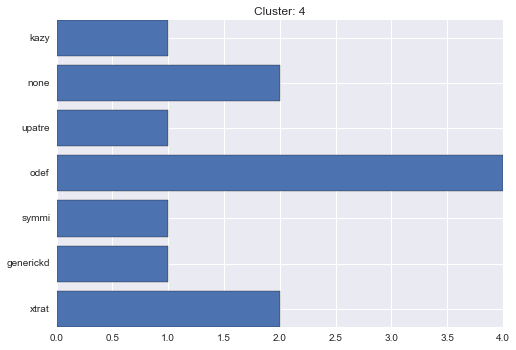 Cluster: 4
kazy
none
upatre
odef
symmi
generickd
xtrat
0.0 0.5 1.0 1.5 2.0 2.5 3.0 3.5 4.0